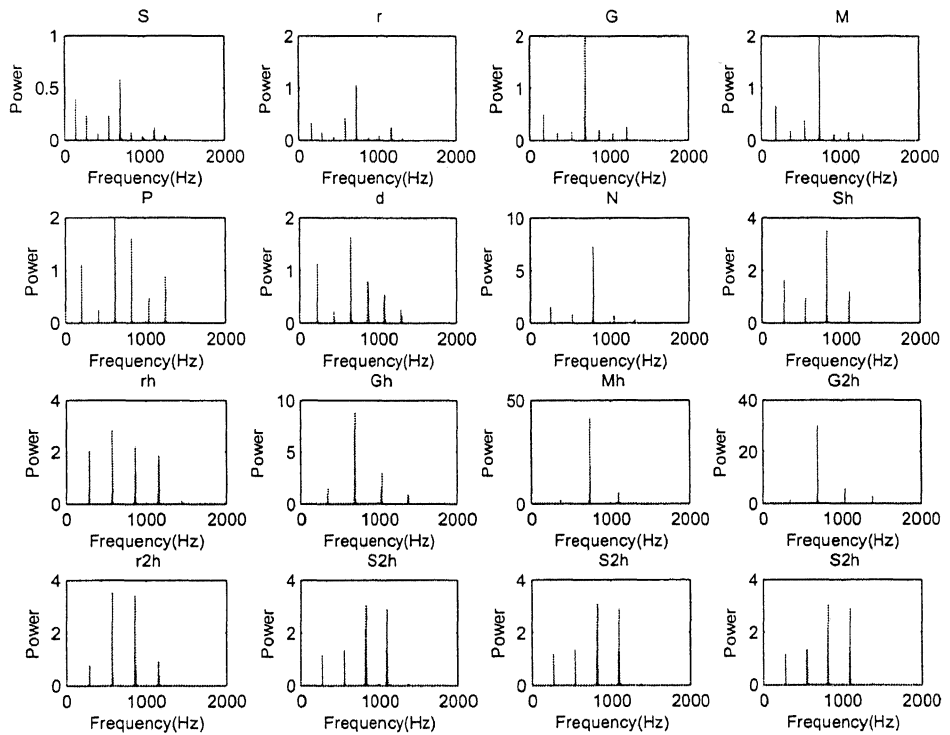 S r G M
1 2 2 2
0.5 1 1 1
Power Power Power Power
0 0 0 0
0 1000 2000 0 1000 2000 0 1000 2000 0 1000 2000
Frequency(Hz) Frequency(Hz) Frequency(Hz) Frequency(Hz)
P d N Sh
2 2 10 4
1 1 5 2
Power Power Power Power
0 0 0 0
0 1000 2000 0 1000 2000 0 1000 2000 0 1000 2000
Frequency(Hz) Frequency(Hz) Frequency(Hz) Frequency(Hz)
rh Gh Mh G2h
4 10 50 40
2 5 20
Power Power Power Power
0 0 0 0
0 1000 2000 0 1000 2000 0 1000 2000 0 1000 2000
Frequency(Hz) Frequency(Hz) Frequency(Hz) Frequency(Hz)
r2h S2h S2h S2h
4 4 4 4
2 2 2 2
Power Power Power Power
0 0 0 0
0 1000 2000 0 1000 2000 0 1000 2000 0 1000 2000
Frequency(Hz) Frequency(Hz) Frequency(Hz) Frequency(Hz)